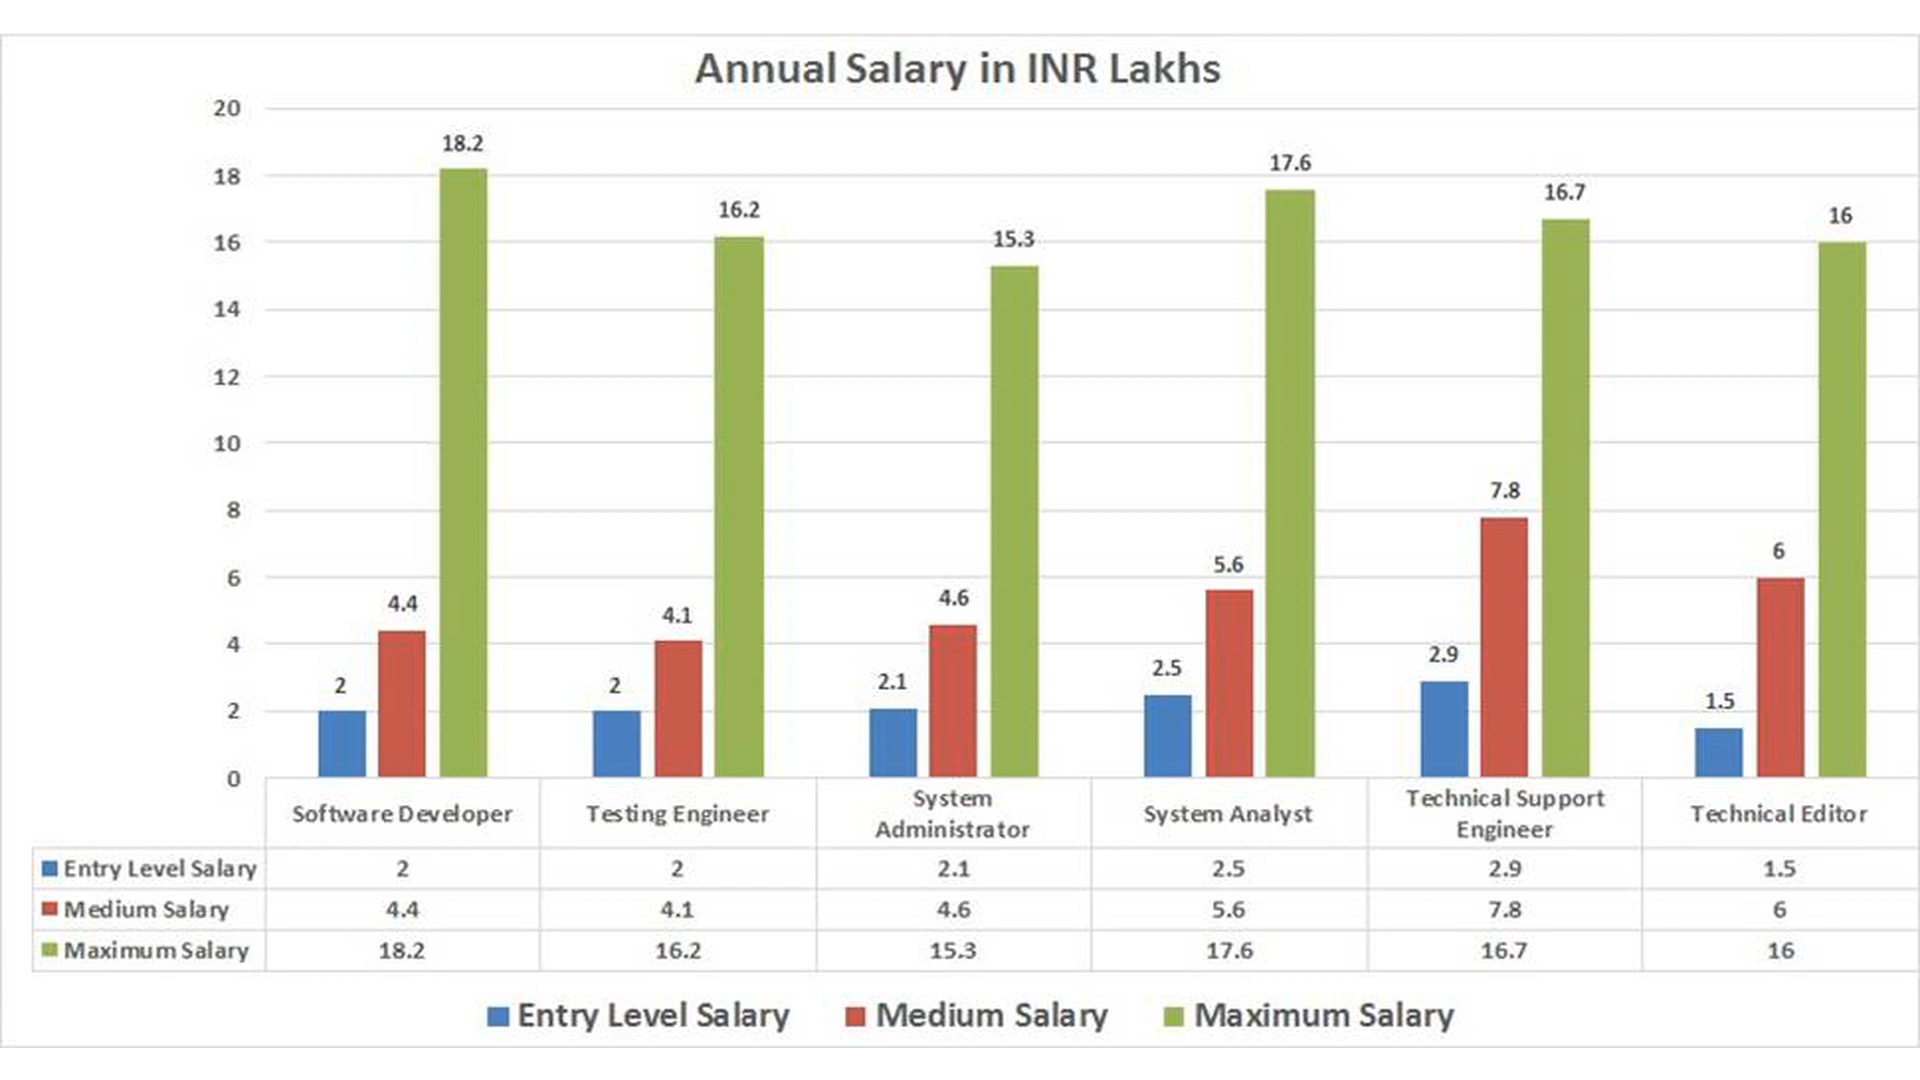 Annual Salary in INR Lakhs
20
18
16
14
12
10
8
6
4
2
0
2
4.4
18.2
2
4.1
16.2
2.1
4.6
15.3
2.5
5.6
17.6
2.9
7.8
16.7
1.5
6
16
Software Developer
Testing Engineer
System
Administrator
System Analyst
Technical Support
Engineer
Technical Editor
Entry Level Salary 2 2 2.1 2.5 2.9 1.5
Medium Salary 4.4 4.1 4.6 5.6 7.8 6
Maximum Salary 18.2 16.2 15.3 17.6 16.7 16
Entry Level Salary Medium Salary Maximum Salary